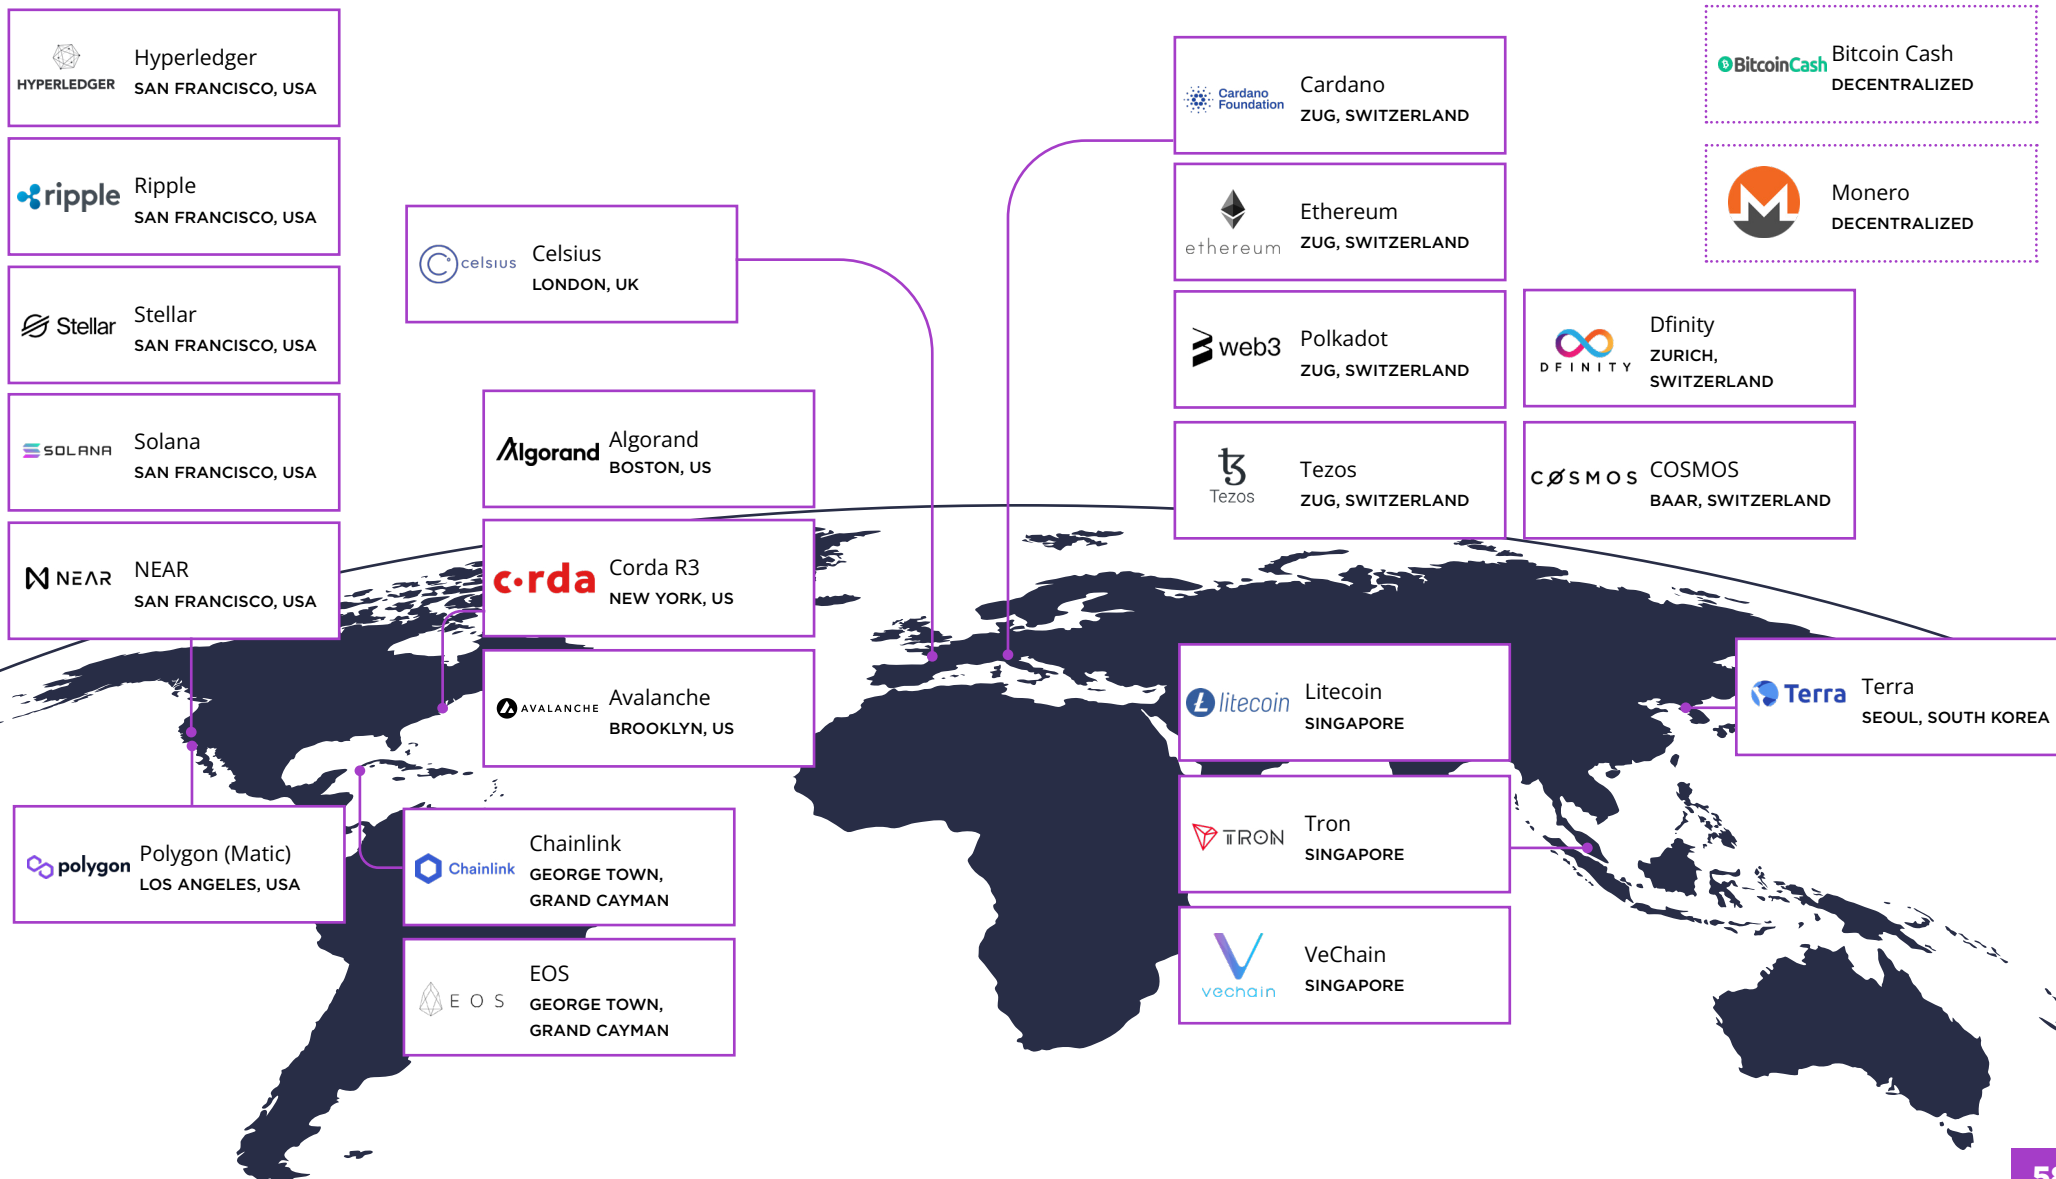 HYPERLEDGER
Hyperledger
SAN FRANCISCO, USA
ripple
Ripple
SAN FRANCISCO, USA
Stellar
Stellar
SAN FRANCISCO, USA
SOLANA
Solana
SAN FRANCISCO, USA
NEAR
NEAR
SAN FRANCISCO, USA
polygon
Polygon (Matic)
LOS ANGELES, USA
celsius
Celsius
LONDON, UK
Algorand
Algorand
BOSTON, US
c·rda
Corda R3
NEW YORK, US
AVALANCHE
Avalanche
BROOKLYN, US
Chainlink
Chainlink
GEORGE TOWN,
GRAND CAYMAN
EOS
EOS
GEORGE TOWN,
GRAND CAYMAN
Cardano
Foundation
Cardano
ZUG, SWITZERLAND
ethereum
Ethereum
ZUG, SWITZERLAND
web3
Polkadot
ZUG, SWITZERLAND
Tezos
Tezos
ZUG, SWITZERLAND
DFINITY
Dfinity
ZURICH,
SWITZERLAND
CØSMOS
COSMOS
BAAR, SWITZERLAND
BitcoinCash
Bitcoin Cash
DECENTRALIZED
Monero
DECENTRALIZED
litecoin
Litecoin
SINGAPORE
TRON
Tron
SINGAPORE
vechain
VeChain
SINGAPORE
Terra
Terra
SEOUL, SOUTH KOREA